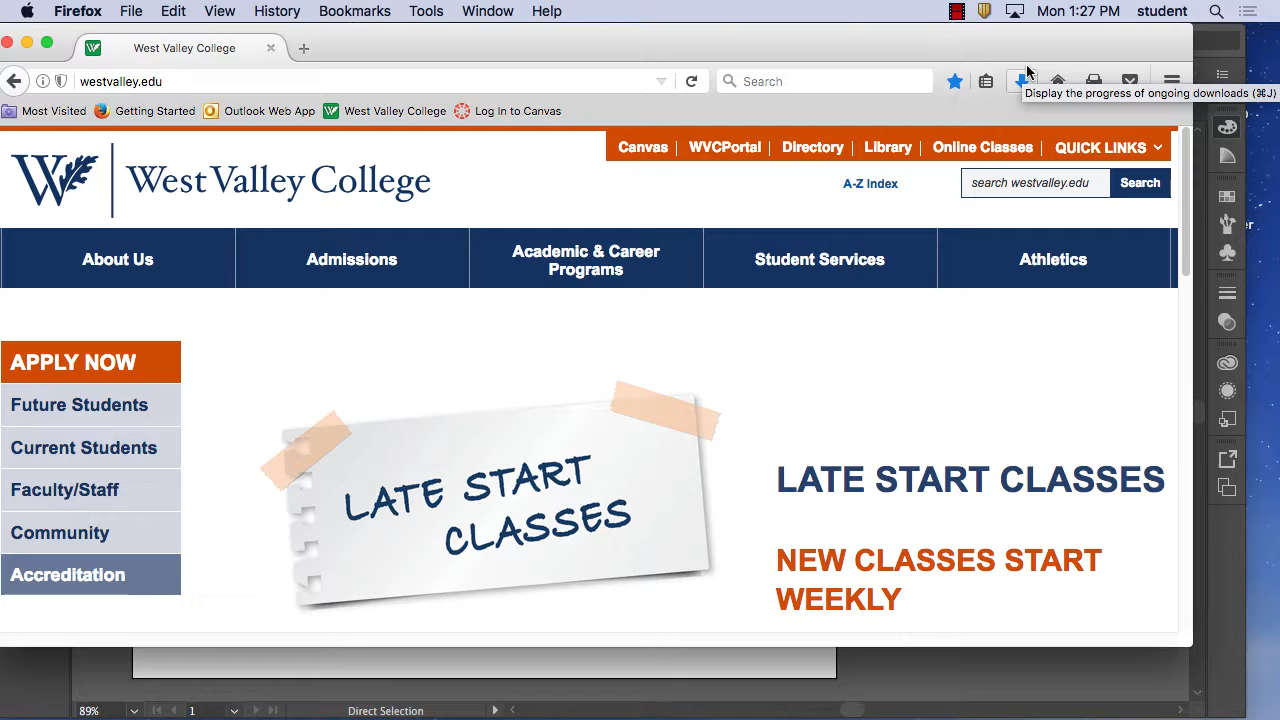 Firefox File Edit View History Bookmarks Tools Window Help Mon 1:27 PM student
West Valley College
westvalley.edu Search
Display the progress of ongoing downloads (⌘J)
Most Visited Getting Started Outlook Web App West Valley College Log In to Canvas
Canvas WVCPortal Directory Library Online Classes QUICK LINKS
West Valley College
A-Z Index search westvalley.edu Search
About Us Admissions Academic & Career Programs Student Services Athletics
APPLY NOW
Future Students
Current Students
Faculty/Staff
Community
Accreditation
LATE START
CLASSES
LATE START CLASSES
NEW CLASSES START
WEEKLY
89% 1 Direct Selection